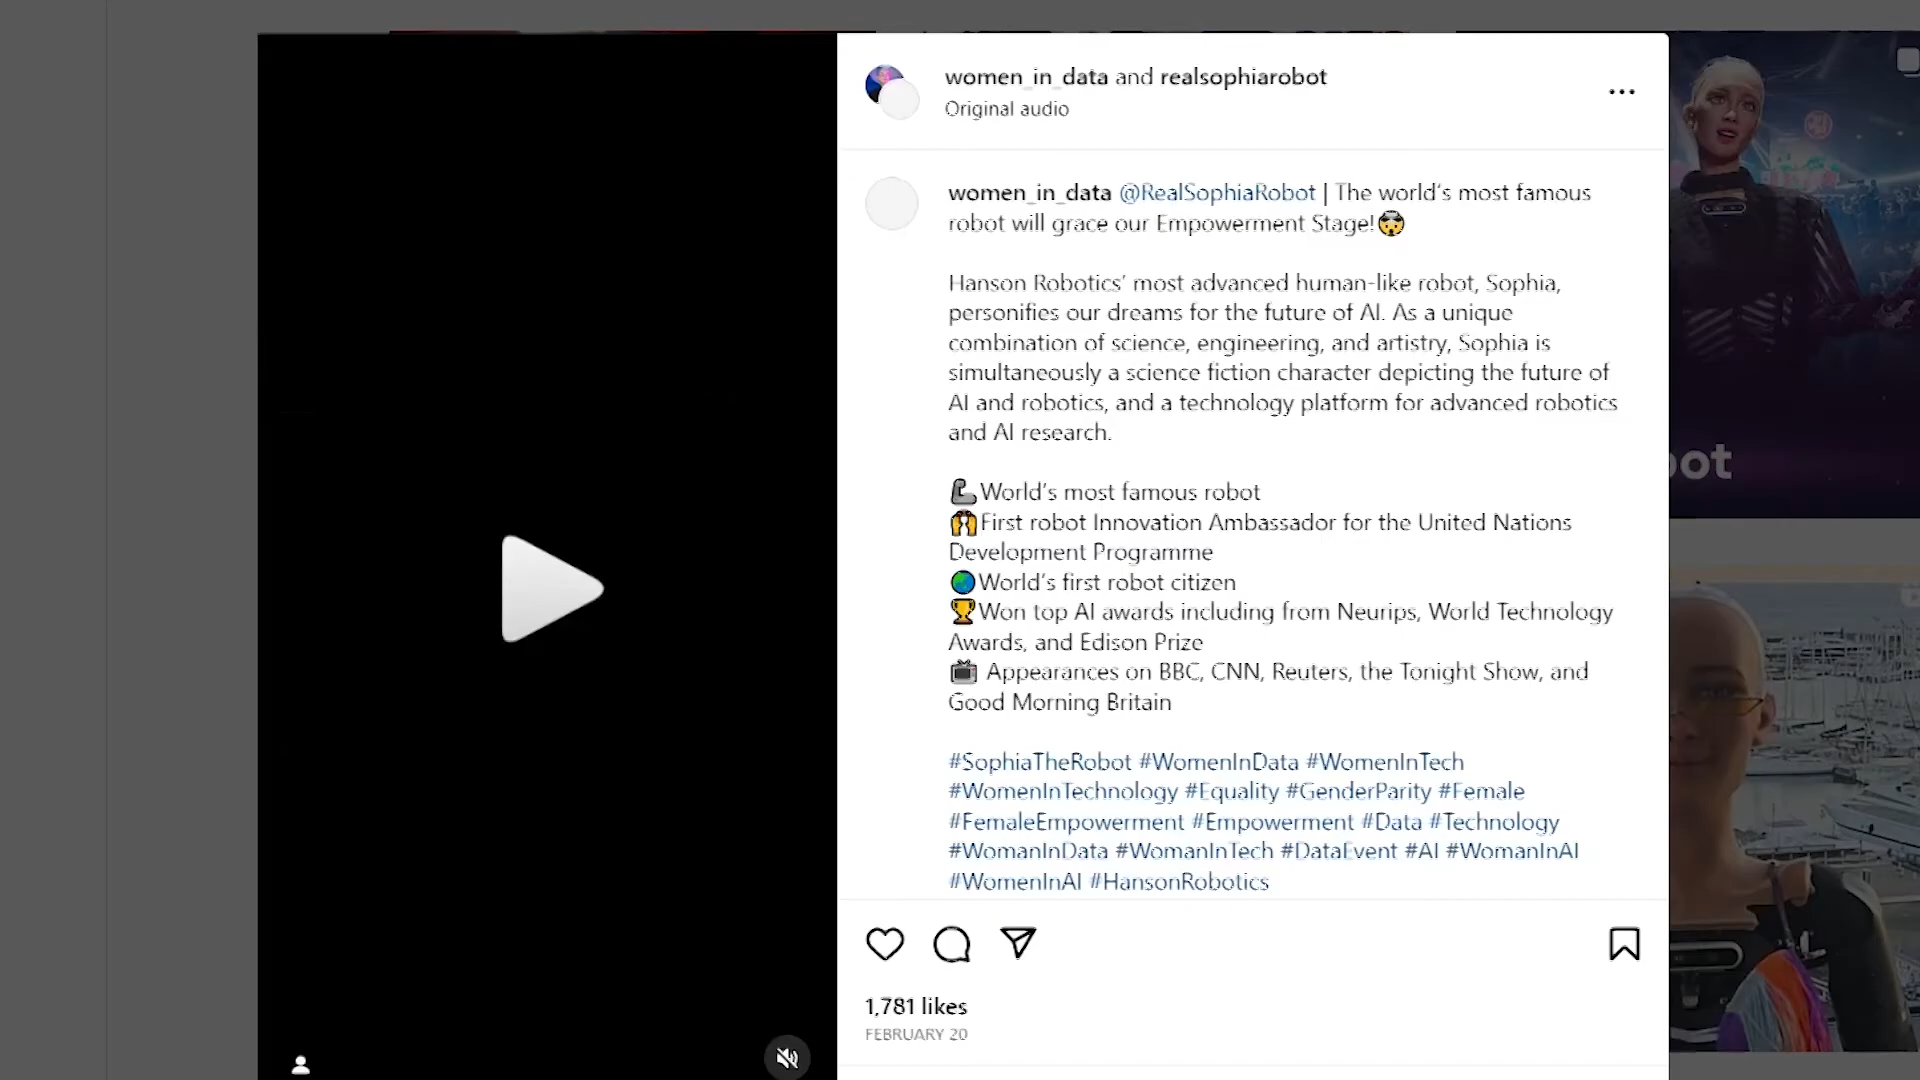 women_in_data and realsophiarobot
Original audio
women_in_data @RealSophiaRobot | The world's most famous
robot will grace our Empowerment Stage!🤯
Hanson Robotics' most advanced human-like robot, Sophia,
personifies our dreams for the future of AI. As a unique
combination of science, engineering, and artistry, Sophia is
simultaneously a science fiction character depicting the future of
AI and robotics, and a technology platform for advanced robotics
and AI research.
🦾World's most famous robot
🙌First robot Innovation Ambassador for the United Nations
Development Programme
🌏World's first robot citizen
🏆Won top AI awards including from Neurips, World Technology
Awards, and Edison Prize
📺 Appearances on BBC, CNN, Reuters, the Tonight Show, and
Good Morning Britain
#SophiaTheRobot #WomenInData #WomenInTech
#WomenInTechnology #Equality #GenderParity #Female
#FemaleEmpowerment #Empowerment #Data #Technology
#WomanInData #WomanInTech #DataEvent #AI #WomanInAI
#WomenInAI #HansonRobotics
1,781 likes
FEBRUARY 20